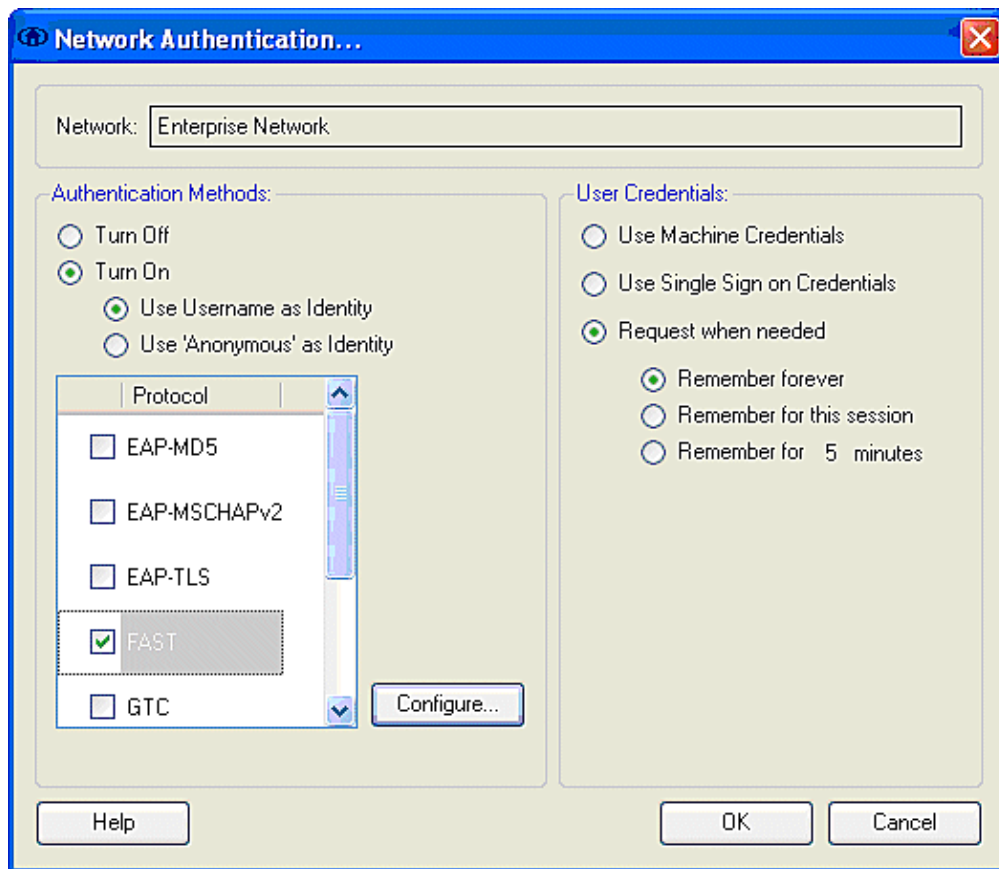 Network Authentication...
Network: Enterprise Network
Authentication Methods:
Turn Off
Turn On
Use Username as Identity
Use 'Anonymous' as Identity
Protocol
EAP-MD5
EAP-MSCHAPv2
EAP-TLS
FAST
GTC
Configure...
User Credentials:
Use Machine Credentials
Use Single Sign on Credentials
Request when needed
Remember forever
Remember for this session
Remember for 5 minutes
Help
OK
Cancel